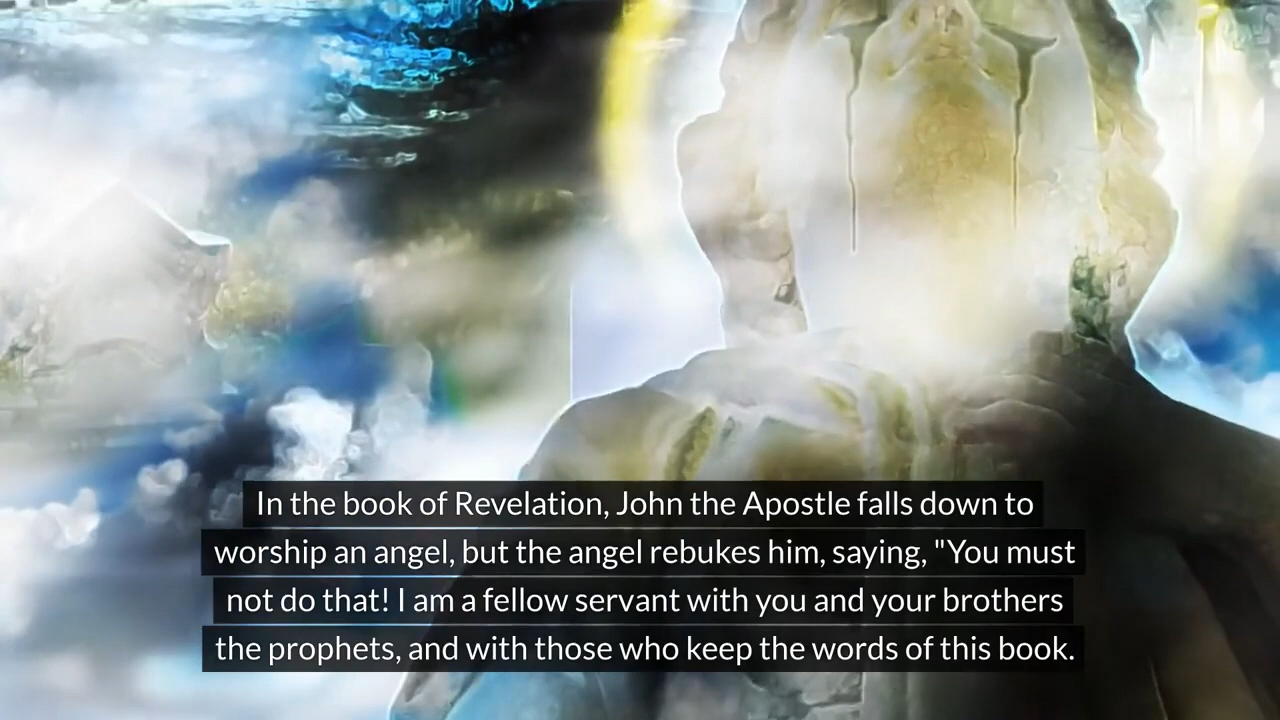 In the book of Revelation, John the Apostle falls down to
worship an angel, but the angel rebukes him, saying, "You must
not do that! I am a fellow servant with you and your brothers
the prophets, and with those who keep the words of this book.